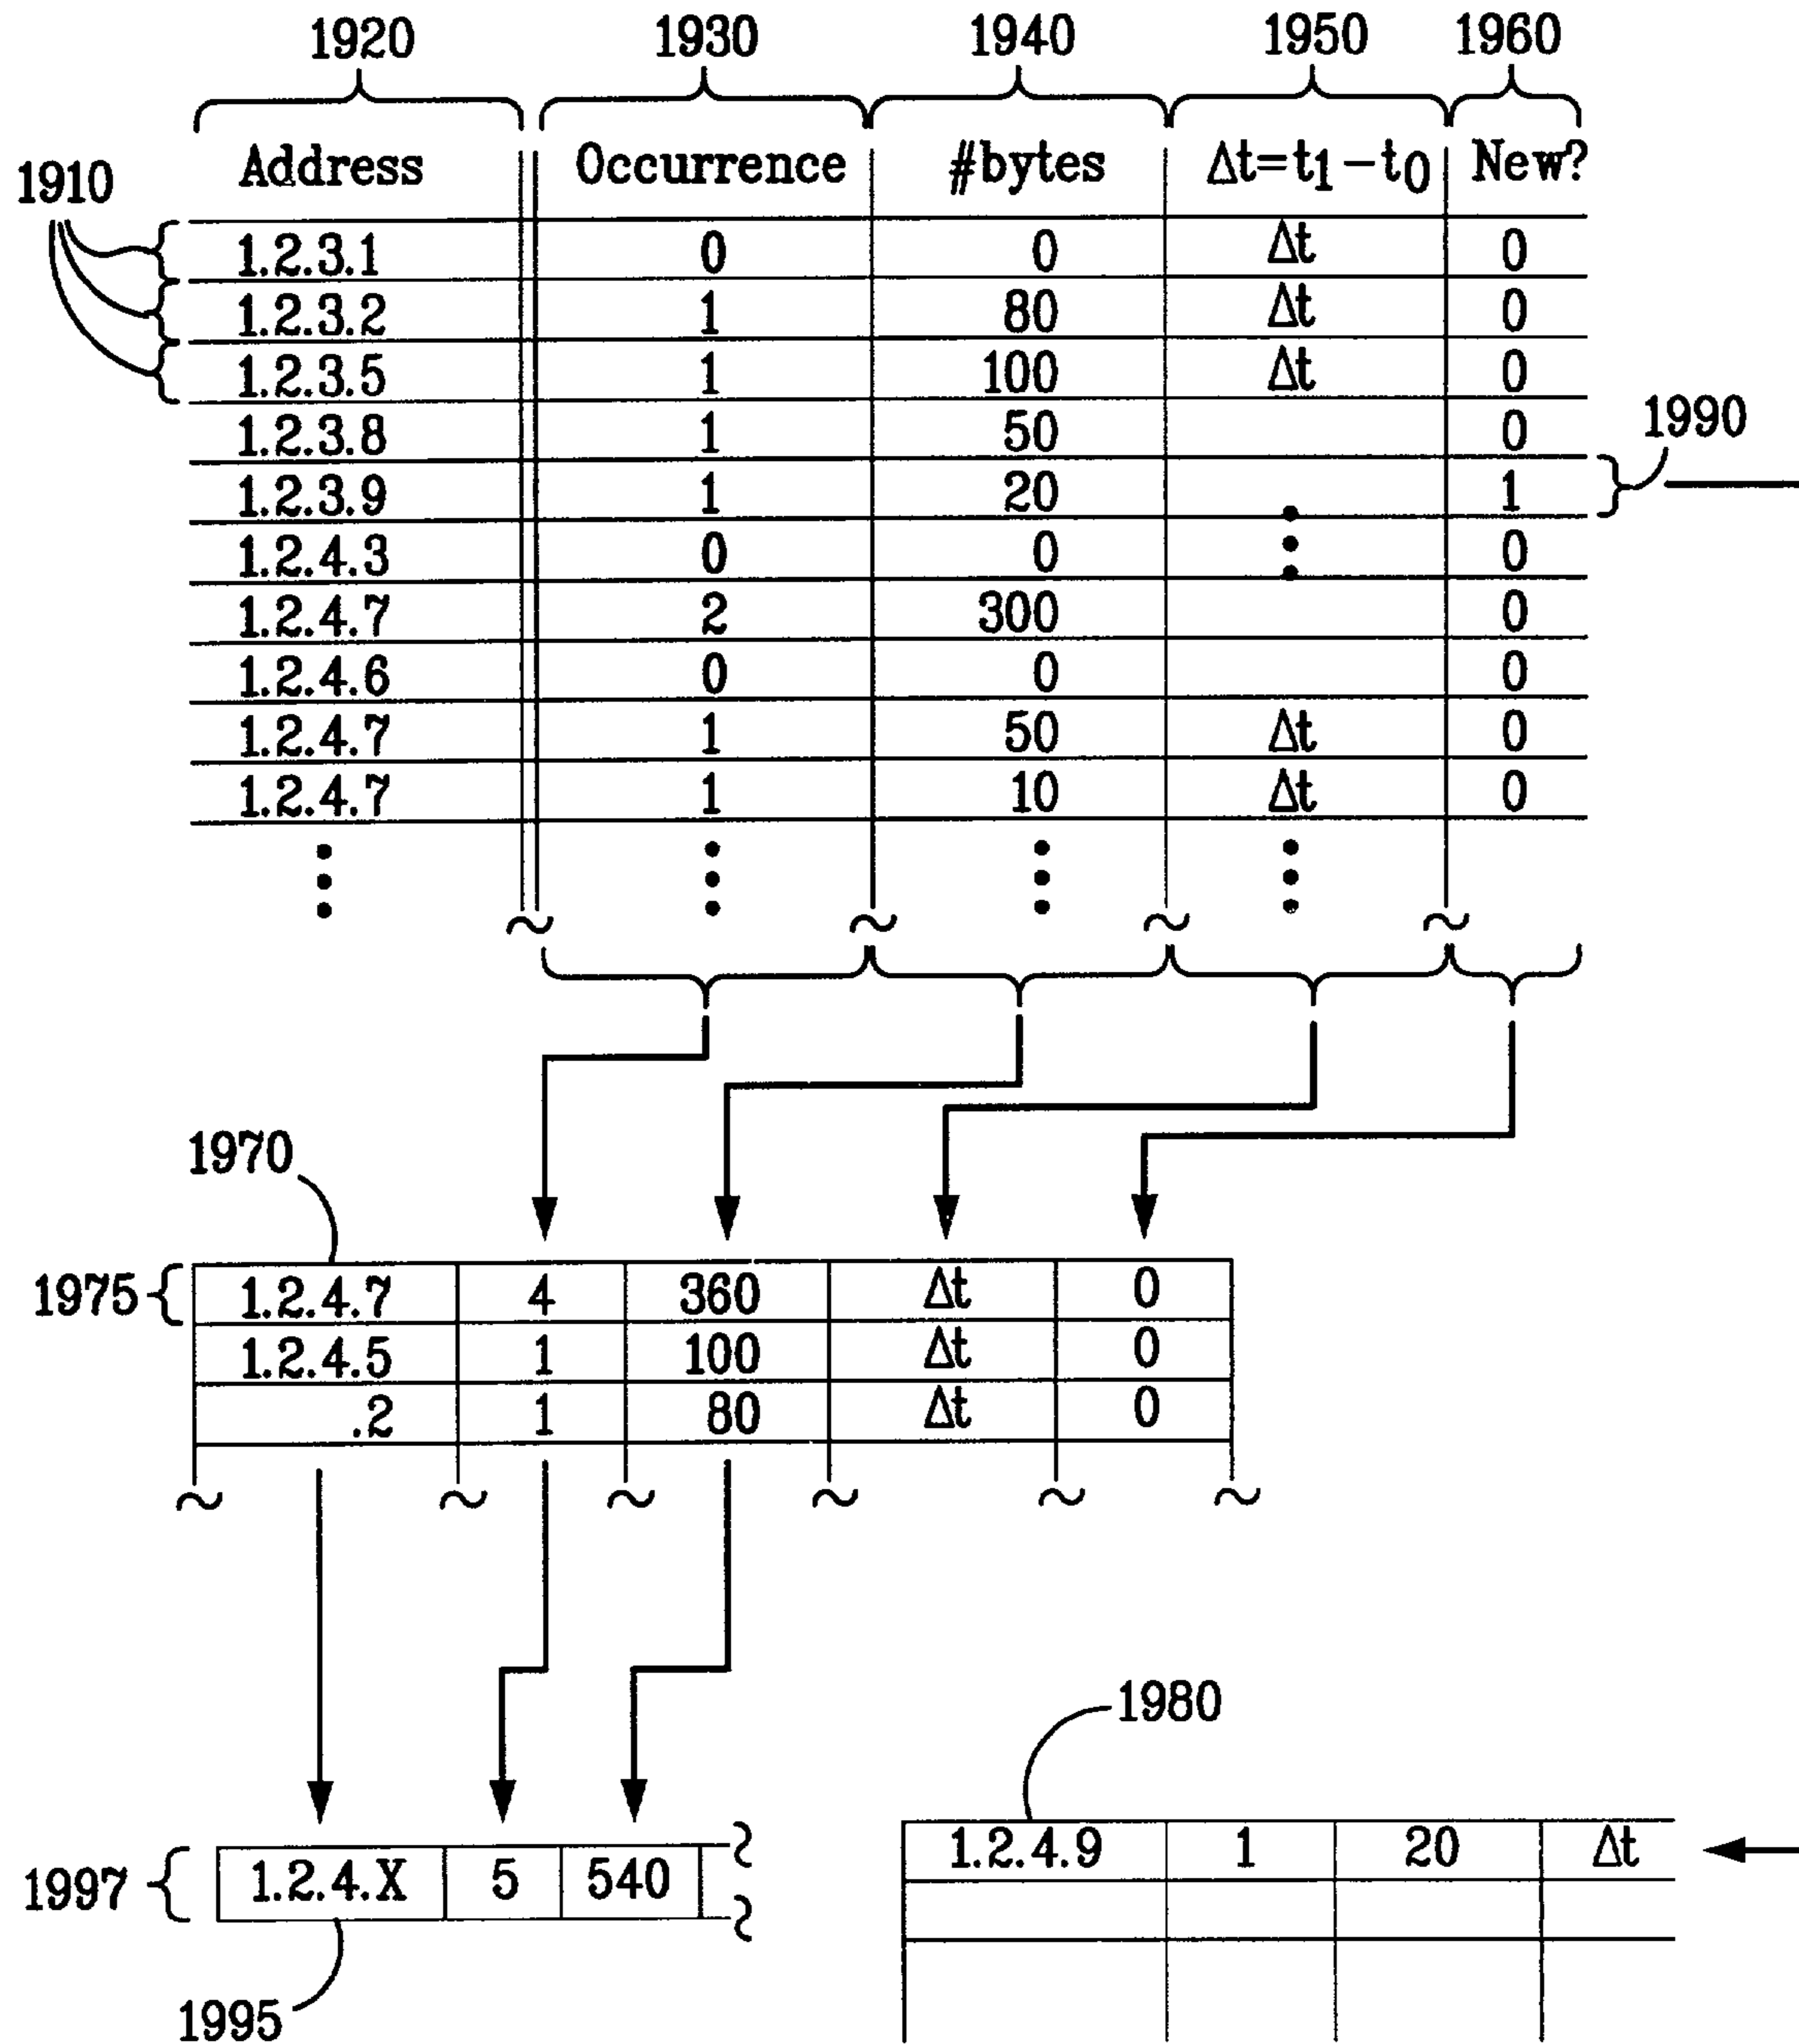 1920 1930 1940 1950 1960
Address Occurrence #bytes Δt=t1−t0 New?
1910
1.2.3.1 0 0 Δt 0
1.2.3.2 1 80 Δt 0
1.2.3.5 1 100 Δt 0
1.2.3.8 1 50 0
1990
1.2.3.9 1 20 1
1.2.4.3 0 0 0
1.2.4.7 2 300 0
1.2.4.6 0 0 0
1.2.4.7 1 50 Δt 0
1.2.4.7 1 10 Δt 0
1970
1975 1.2.4.7 4 360 Δt 0
1.2.4.5 1 100 Δt 0
.2 1 80 Δt 0
1980
1.2.4.9 1 20 Δt
1997 1.2.4.X 5 540
1995